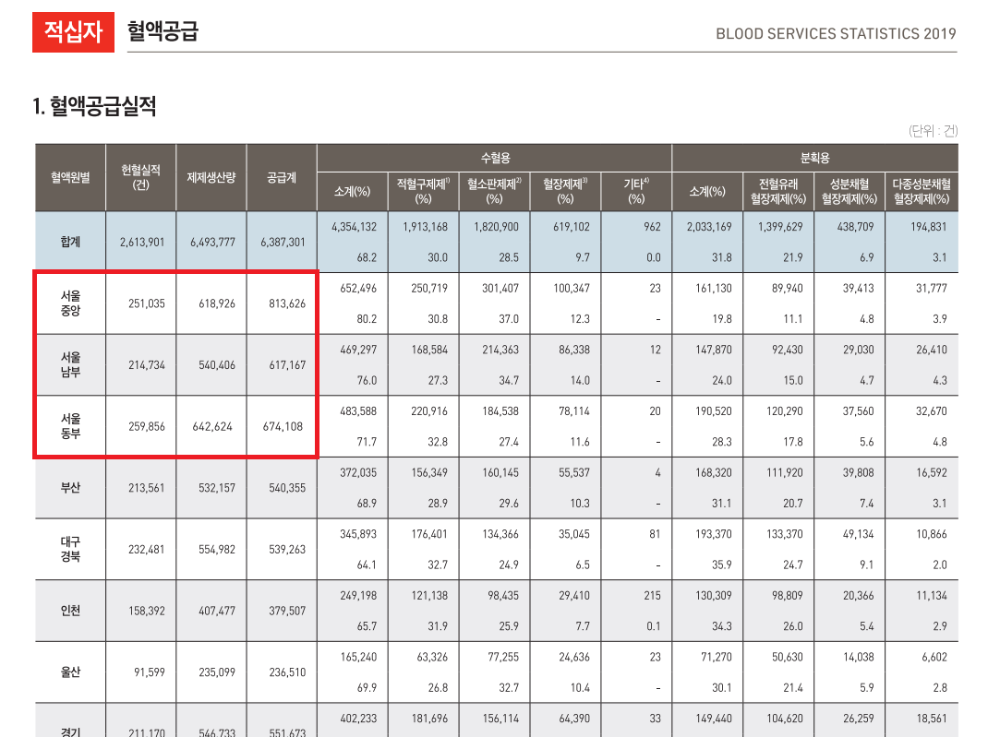 적십자 혈액공급 BLOOD SERVICES STATISTICS 2019
1. 혈액공급실적
(단위 : 건)
혈액원별 헌혈실적(건) 제제생산량 공급계 수혈용 분획용
소계(%) 적혈구제제1)(%) 혈소판제제2)(%) 혈장제제3)(%) 기타4)(%) 소계(%) 전혈유래 혈장제제(%) 성분채혈 혈장제제(%) 다종성분채혈 혈장제제(%)
합계 2,613,901 6,493,777 6,387,301 4,354,132 1,913,168 1,820,900 619,102 962 2,033,169 1,399,629 438,709 194,831
68.2 30.0 28.5 9.7 0.0 31.8 21.9 6.9 3.1
서울 중앙 251,035 618,926 813,626 652,496 250,719 301,407 100,347 23 161,130 89,940 39,413 31,777
80.2 30.8 37.0 12.3 - 19.8 11.1 4.8 3.9
서울 남부 214,734 540,406 617,167 469,297 168,584 214,363 86,338 12 147,870 92,430 29,030 26,410
76.0 27.3 34.7 14.0 - 24.0 15.0 4.7 4.3
서울 동부 259,856 642,624 674,108 483,588 220,916 184,538 78,114 20 190,520 120,290 37,560 32,670
71.7 32.8 27.4 11.6 - 28.3 17.8 5.6 4.8
부산 213,561 532,157 540,355 372,035 156,349 160,145 55,537 4 168,320 111,920 39,808 16,592
68.9 28.9 29.6 10.3 - 31.1 20.7 7.4 3.1
대구 경북 232,481 554,982 539,263 345,893 176,401 134,366 35,045 81 193,370 133,370 49,134 10,866
64.1 32.7 24.9 6.5 - 35.9 24.7 9.1 2.0
인천 158,392 407,477 379,507 249,198 121,138 98,435 29,410 215 130,309 98,809 20,366 11,134
65.7 31.9 25.9 7.7 0.1 34.3 26.0 5.4 2.9
울산 91,599 235,099 236,510 165,240 63,326 77,255 24,636 23 71,270 50,630 14,038 6,602
69.9 26.8 32.7 10.4 - 30.1 21.4 5.9 2.8
경기 211,170 546,733 551,673 402,233 181,696 156,114 64,390 33 149,440 104,620 26,259 18,561